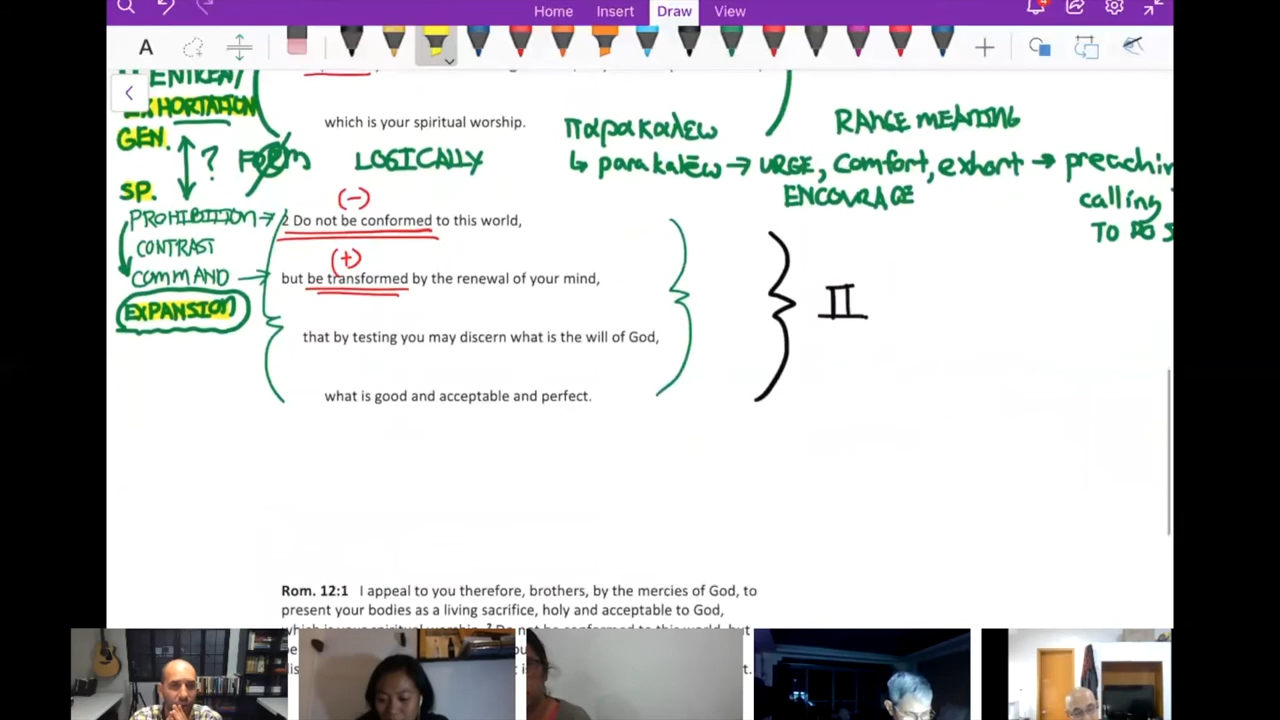 Home Insert Draw View
A
ENTREAT/
EXHORTATION
GEN.
which is your spiritual worship.
παρακαλεω
RANGE MEANING
? FORM LOGICALLY
↳ parakaleō → URGE, Comfort, exhort → preachin
ENCOURAGE
calling
TO DO S
SP.
(-)
PROHIBITION → 2 Do not be conformed to this world,
CONTRAST
(+)
COMMAND → but be transformed by the renewal of your mind,
EXPANSION
II
that by testing you may discern what is the will of God,
what is good and acceptable and perfect.
Rom. 12:1 I appeal to you therefore, brothers, by the mercies of God, to
present your bodies as a living sacrifice, holy and acceptable to God,